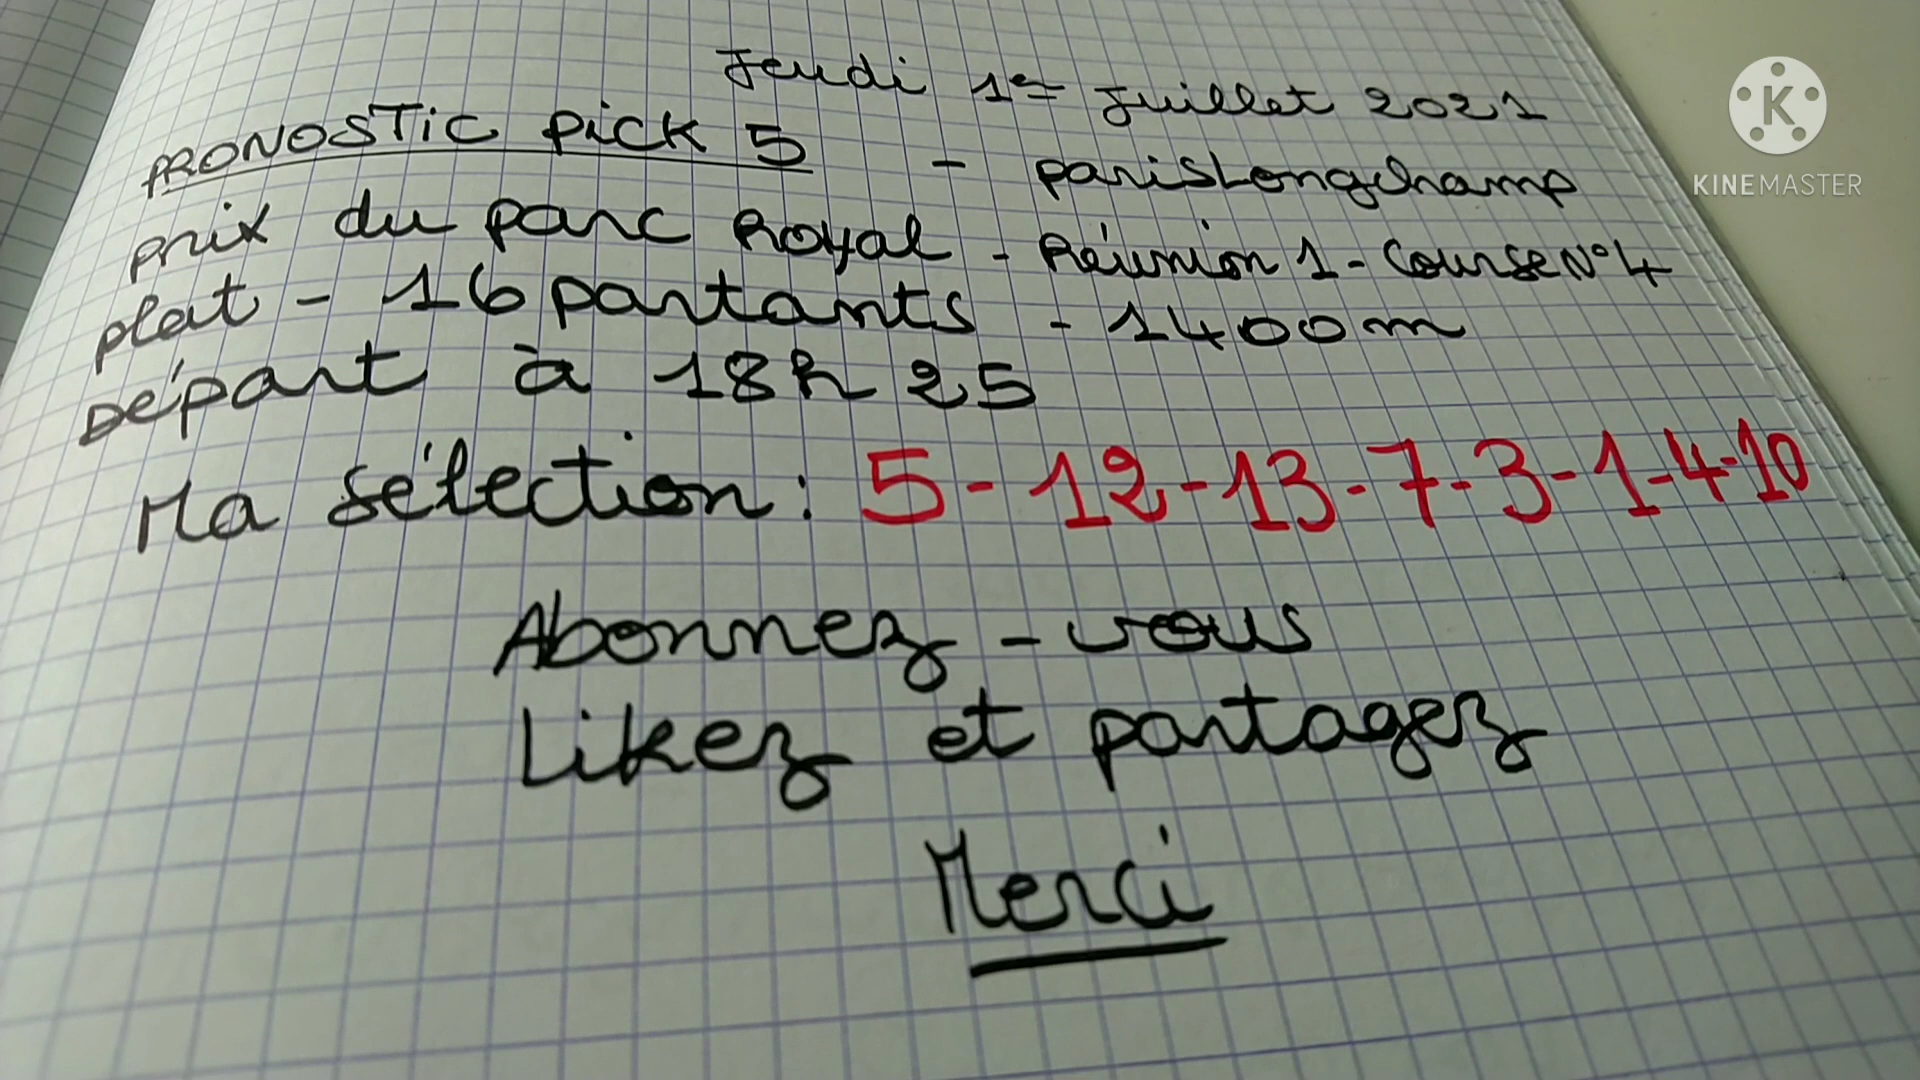 Jeudi 1er Juillet 2021
PRONOSTIC PICK 5 - parisLongchamp
prix du parc Royal - Réunion 1 - Course N°4
plat - 16 partants - 1400m
Départ à 18h25
Ma sélection : 5 - 12 - 13 - 7 - 3 - 1 - 4 - 10
Abonnez-vous
Likez et partagez
Merci
K
KINEMASTER